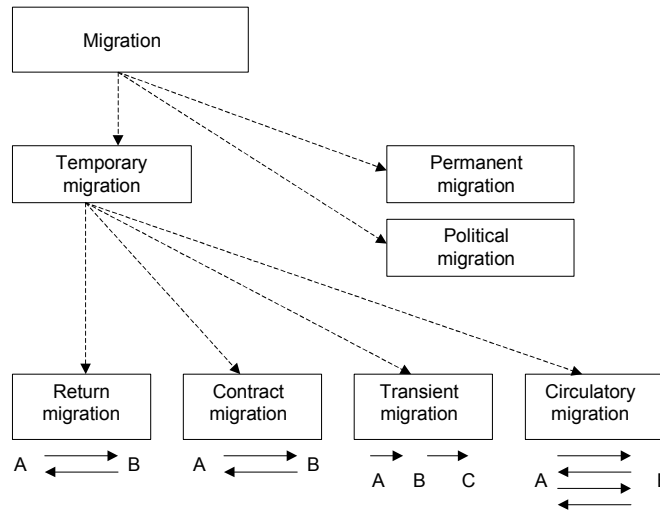 Migration
Temporary
migration
Permanent
migration
Political
migration
Return
migration
Contract
migration
Transient
migration
Circulatory
migration
A B
A B
A B C
A